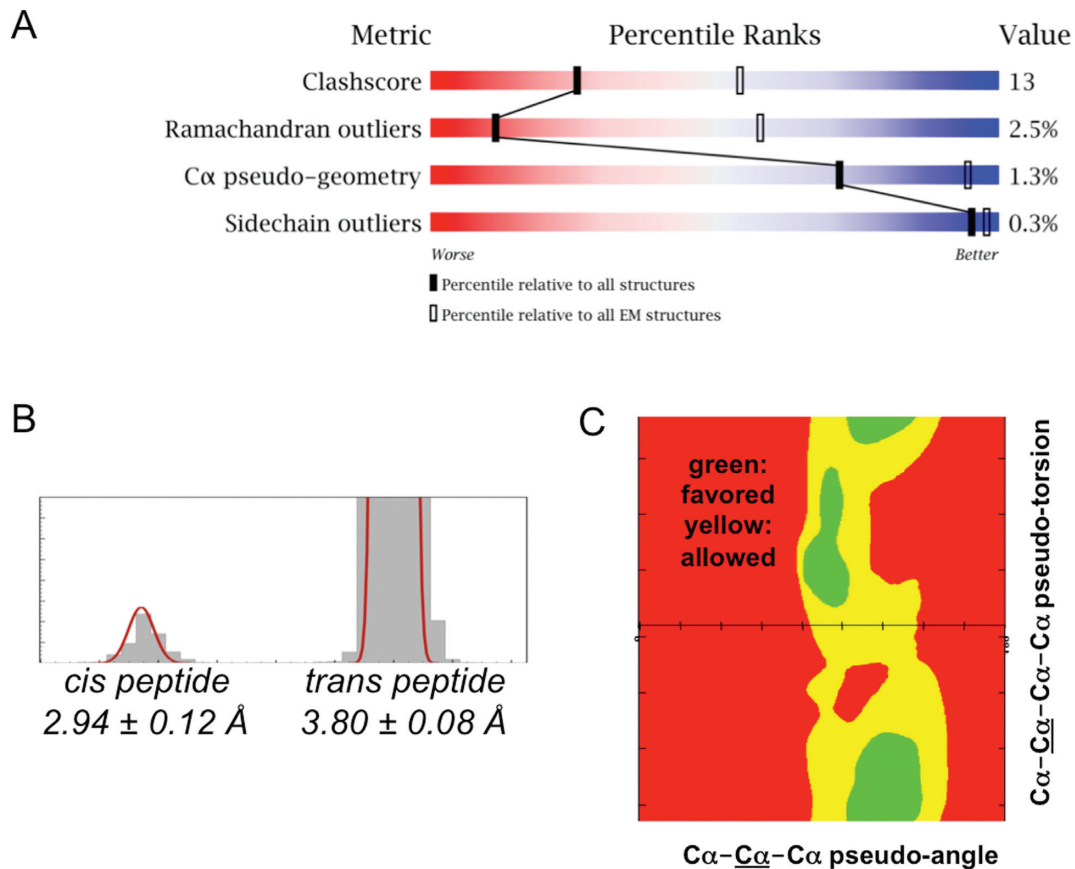 A
Metric Percentile Ranks Value
Clashscore 13
Ramachandran outliers 2.5%
Cα pseudo-geometry 1.3%
Sidechain outliers 0.3%
Worse Better
Percentile relative to all structures
Percentile relative to all EM structures
B
cis peptide trans peptide
2.94 ± 0.12 Å 3.80 ± 0.08 Å
C
green:
favored
yellow:
allowed
0 180
Cα-Cα-Cα-Cα pseudo-torsion
Cα-Cα-Cα pseudo-angle